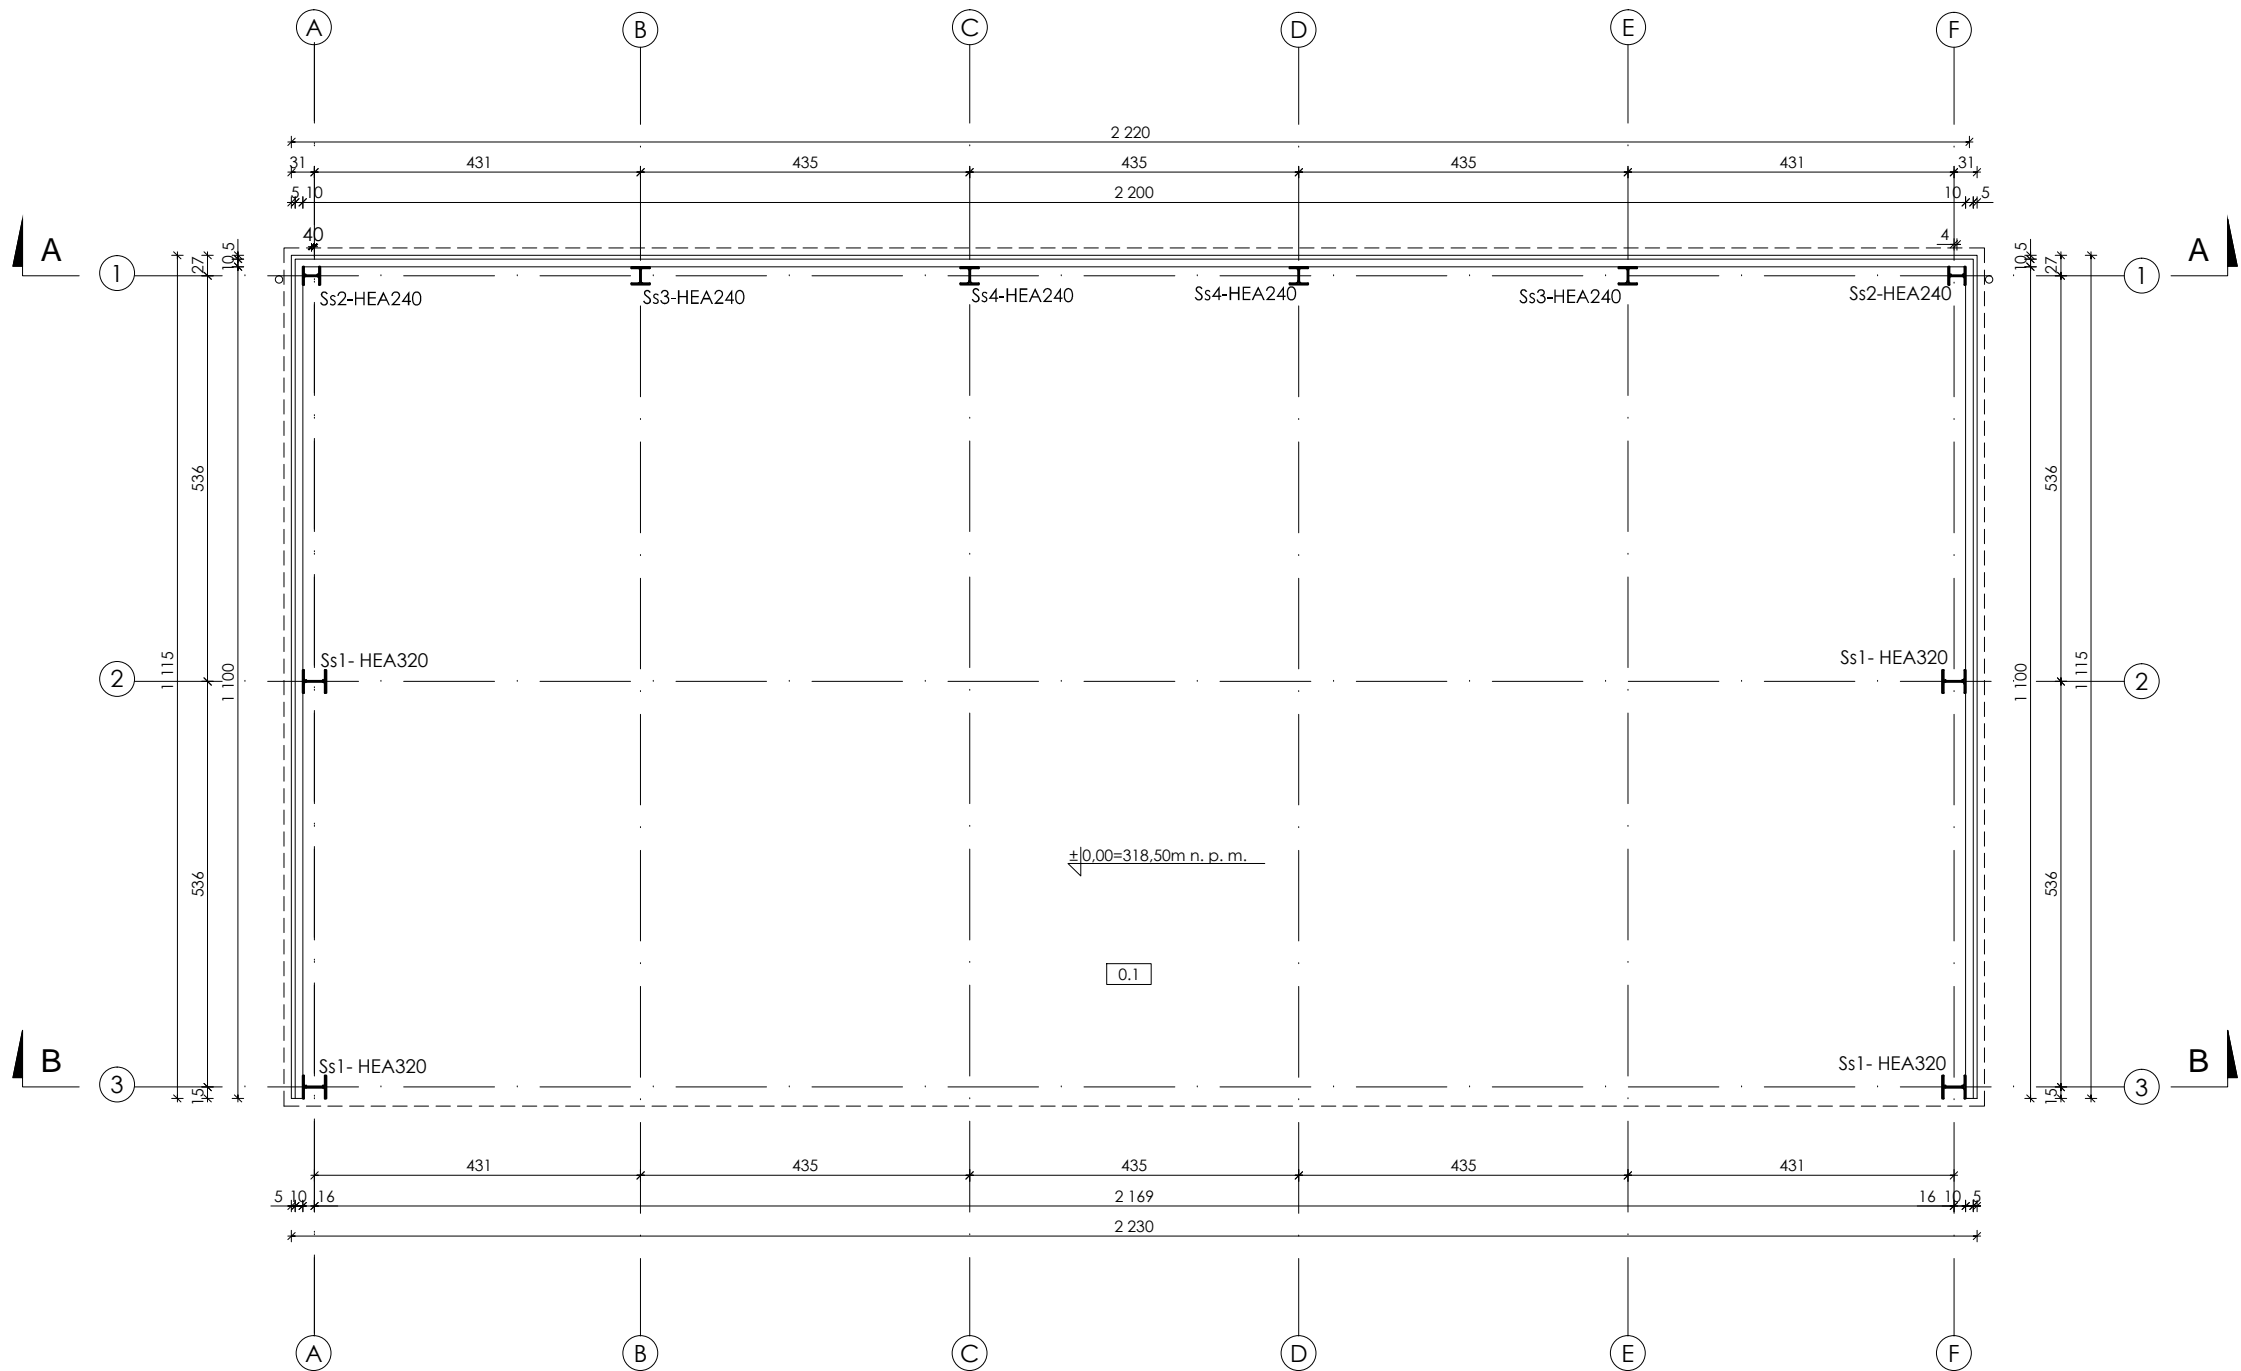 A B C D E F
2 220
31 431 435 435 435 431 31
5 10 2 200 10 5
40 4
A A
1 27 10,5 10,5 27 1
Ss2-HEA240 Ss3-HEA240 Ss4-HEA240 Ss4-HEA240 Ss3-HEA240 Ss2-HEA240
536 536
Ss1- HEA320 Ss1- HEA320
2 1 115 1 100 1 100 1 115 2
±0,00=318,50m n. p. m.
536 536
0.1
B B
Ss1- HEA320 Ss1- HEA320
3 15 15 3
431 435 435 435 431
5 10 16 2 169 16 10 5
2 230
A B C D E F